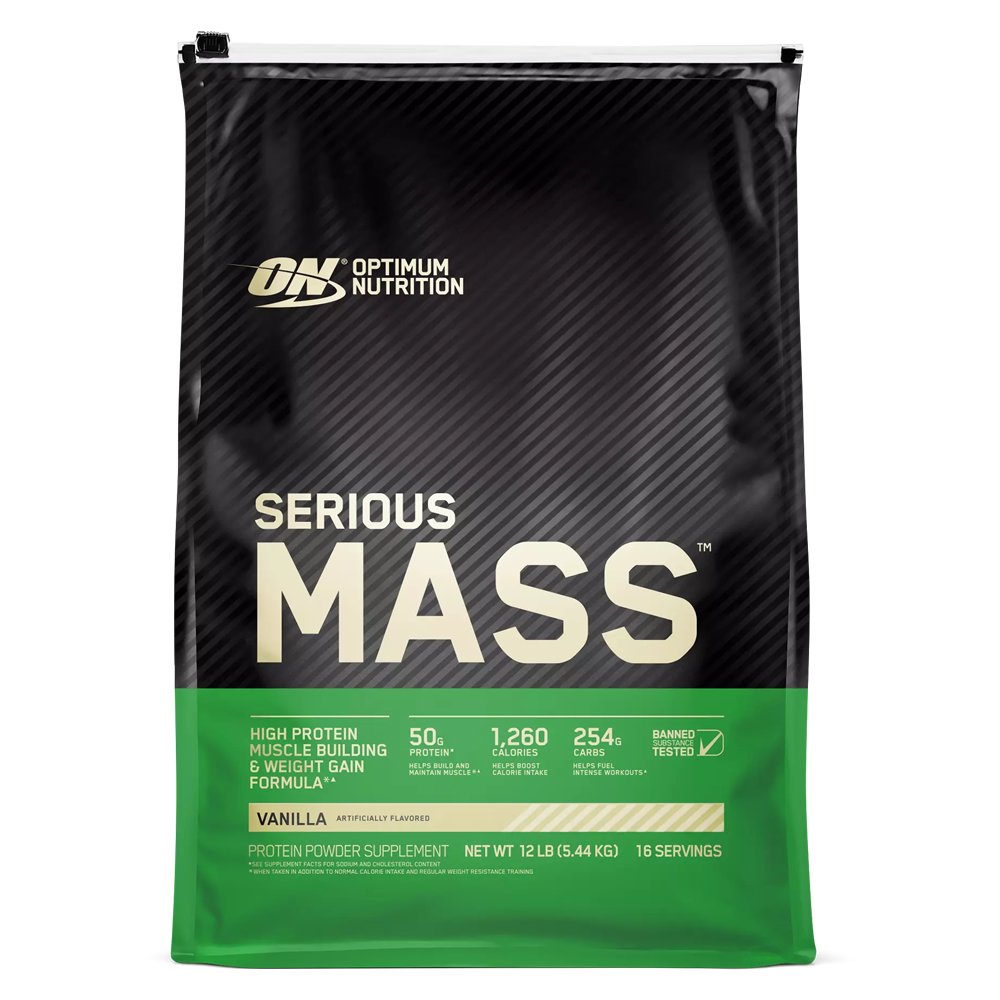 ON® OPTIMUM
NUTRITION
SERIOUS
MASS™
HIGH PROTEIN
MUSCLE BUILDING
& WEIGHT GAIN
FORMULA*▲
50G
PROTEIN*
HELPS BUILD AND
MAINTAIN MUSCLE*▲
1,260
CALORIES
HELPS BOOST
CALORIE INTAKE
254G
CARBS
HELPS FUEL
INTENSE WORKOUTS▲
BANNED
SUBSTANCE
TESTED
VANILLA ARTIFICIALLY FLAVORED
PROTEIN POWDER SUPPLEMENT NET WT 12 LB (5.44 KG) 16 SERVINGS
*SEE SUPPLEMENT FACTS FOR SODIUM AND CHOLESTEROL CONTENT
▲WHEN TAKEN IN ADDITION TO NORMAL CALORIE INTAKE AND REGULAR WEIGHT RESISTANCE TRAINING